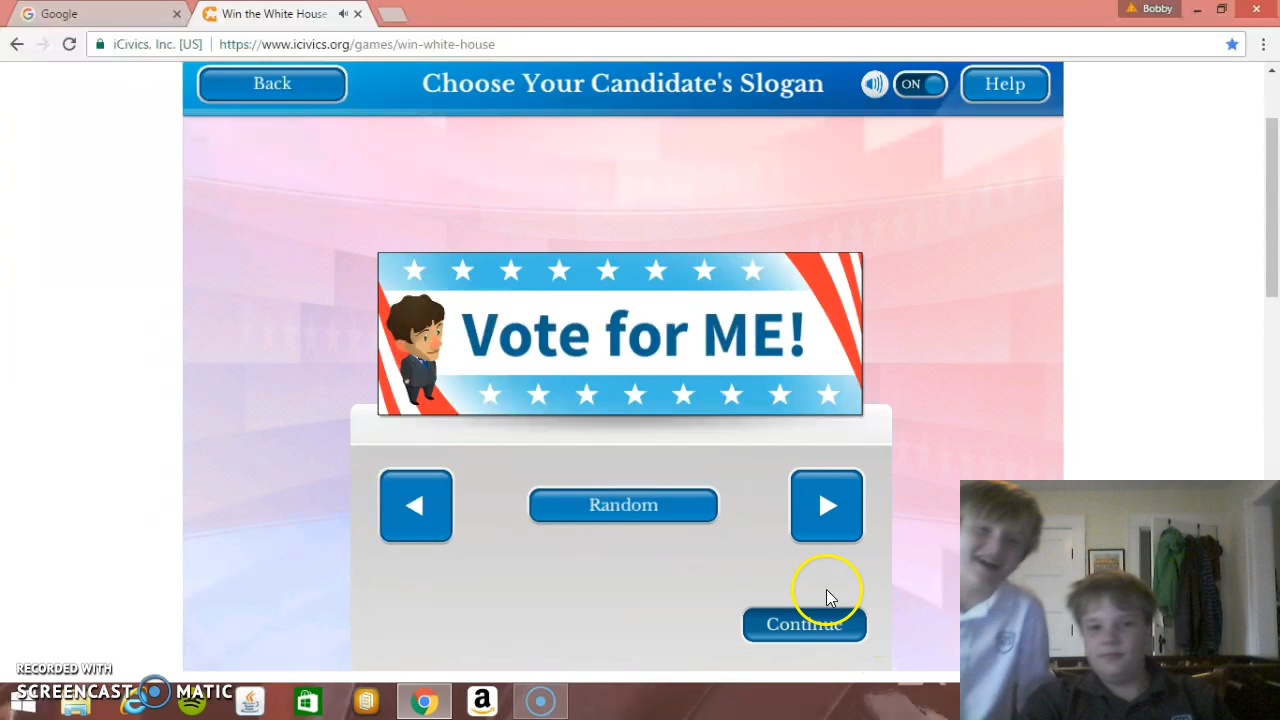 Google
Win the White House
Bobby
iCivics, Inc. [US]
https://www.icivics.org/games/win-white-house
Back
Choose Your Candidate's Slogan
ON
Help
Vote for ME!
Random
Continue
RECORDED WITH
SCREENCAST MATIC